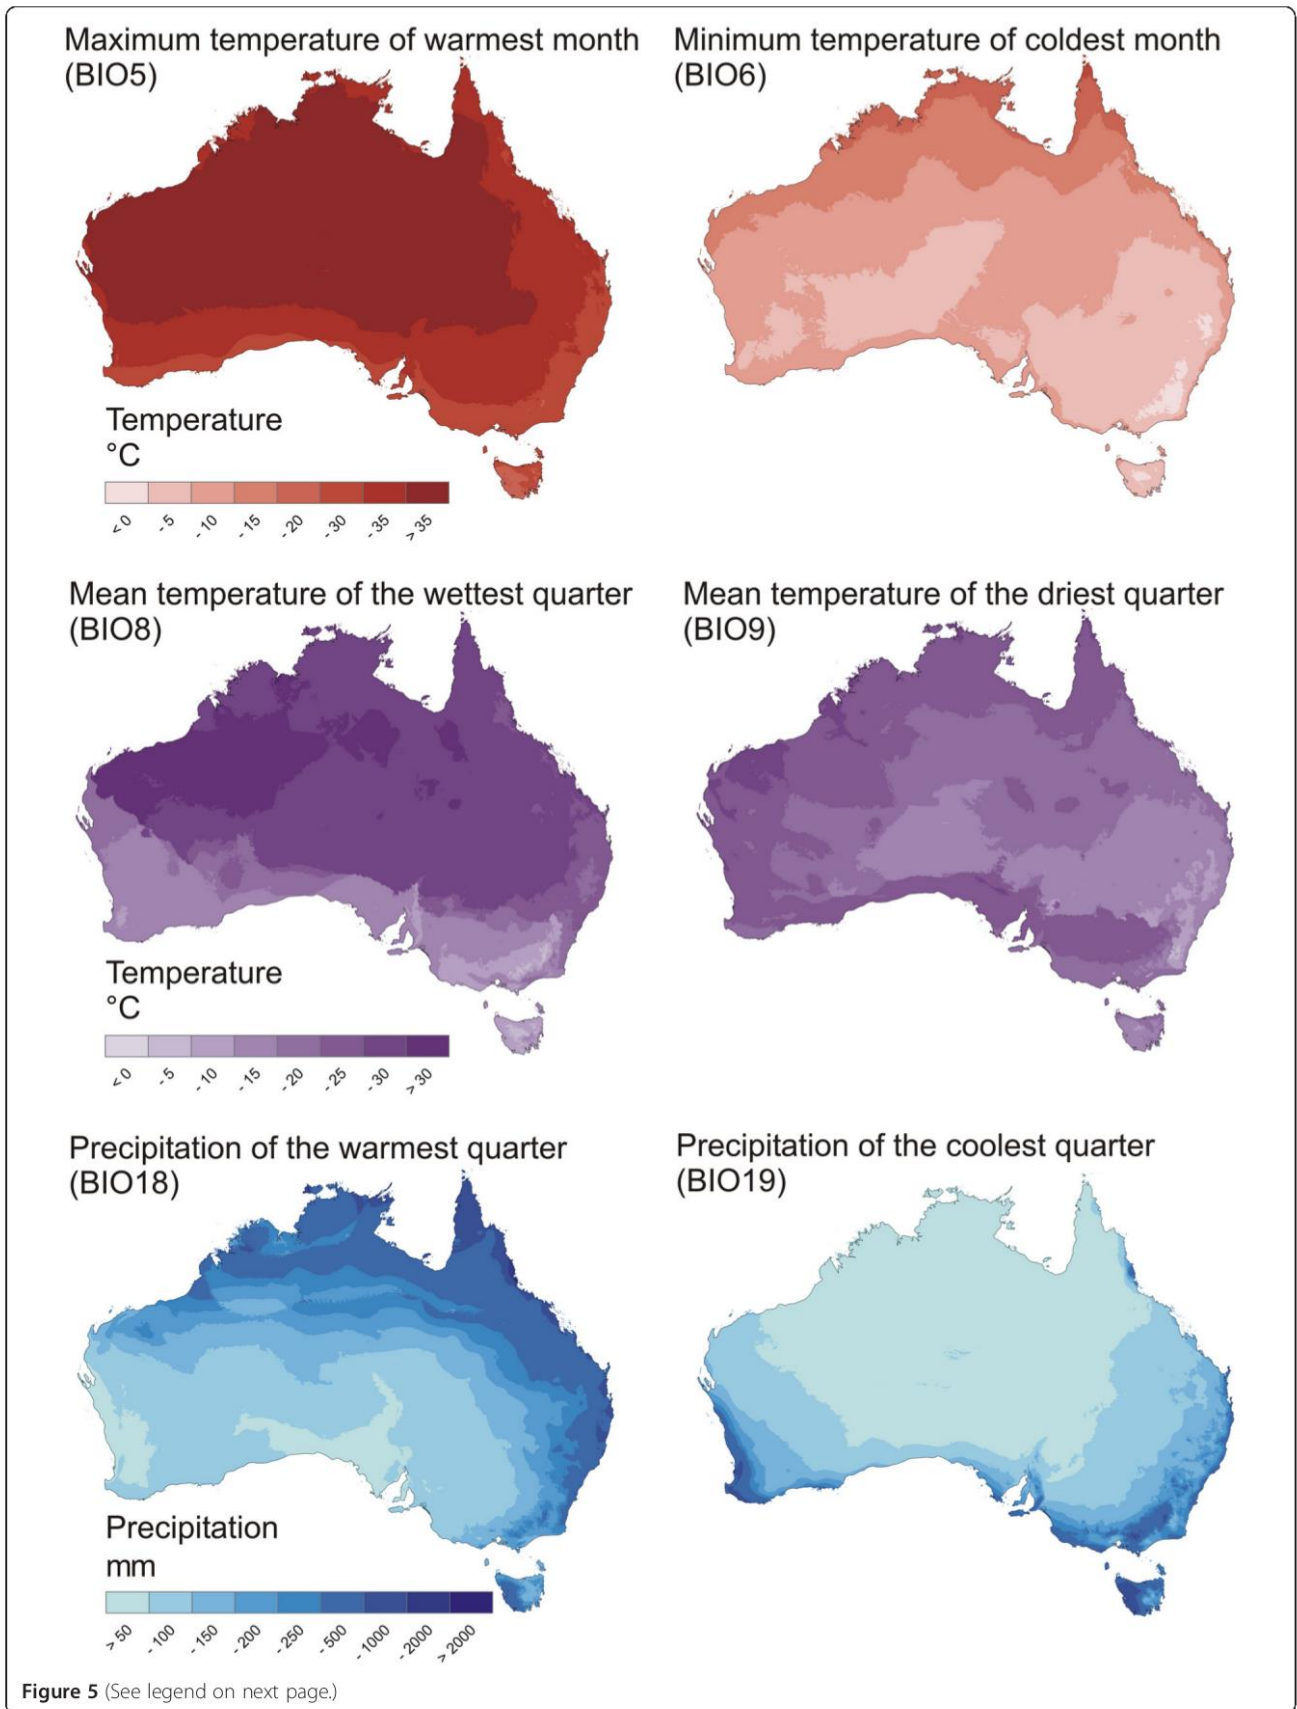 Maximum temperature of warmest month
(BIO5)
Minimum temperature of coldest month
(BIO6)
Temperature
°C
< 0
- 5
- 10
- 15
- 20
- 30
- 35
> 35
Mean temperature of the wettest quarter
(BIO8)
Mean temperature of the driest quarter
(BIO9)
Temperature
°C
< 0
- 5
- 10
- 15
- 20
- 25
- 30
> 30
Precipitation of the warmest quarter
(BIO18)
Precipitation of the coolest quarter
(BIO19)
Precipitation
mm
> 50
- 100
- 150
- 200
- 250
- 500
- 1000
- 2000
> 2000
Figure 5 (See legend on next page.)